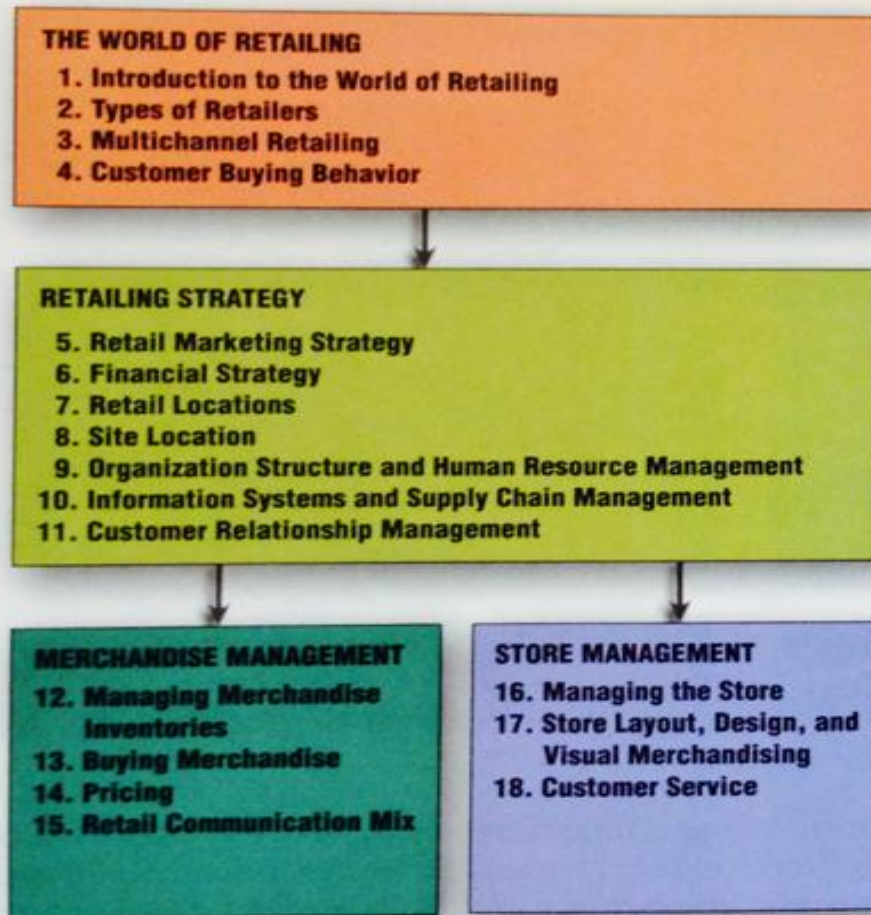 THE WORLD OF RETAILING
1. Introduction to the World of Retailing
2. Types of Retailers
3. Multichannel Retailing
4. Customer Buying Behavior
RETAILING STRATEGY
5. Retail Marketing Strategy
6. Financial Strategy
7. Retail Locations
8. Site Location
9. Organization Structure and Human Resource Management
10. Information Systems and Supply Chain Management
11. Customer Relationship Management
MERCHANDISE MANAGEMENT
12. Managing Merchandise
Inventories
13. Buying Merchandise
14. Pricing
15. Retail Communication Mix
STORE MANAGEMENT
16. Managing the Store
17. Store Layout, Design, and
Visual Merchandising
18. Customer Service